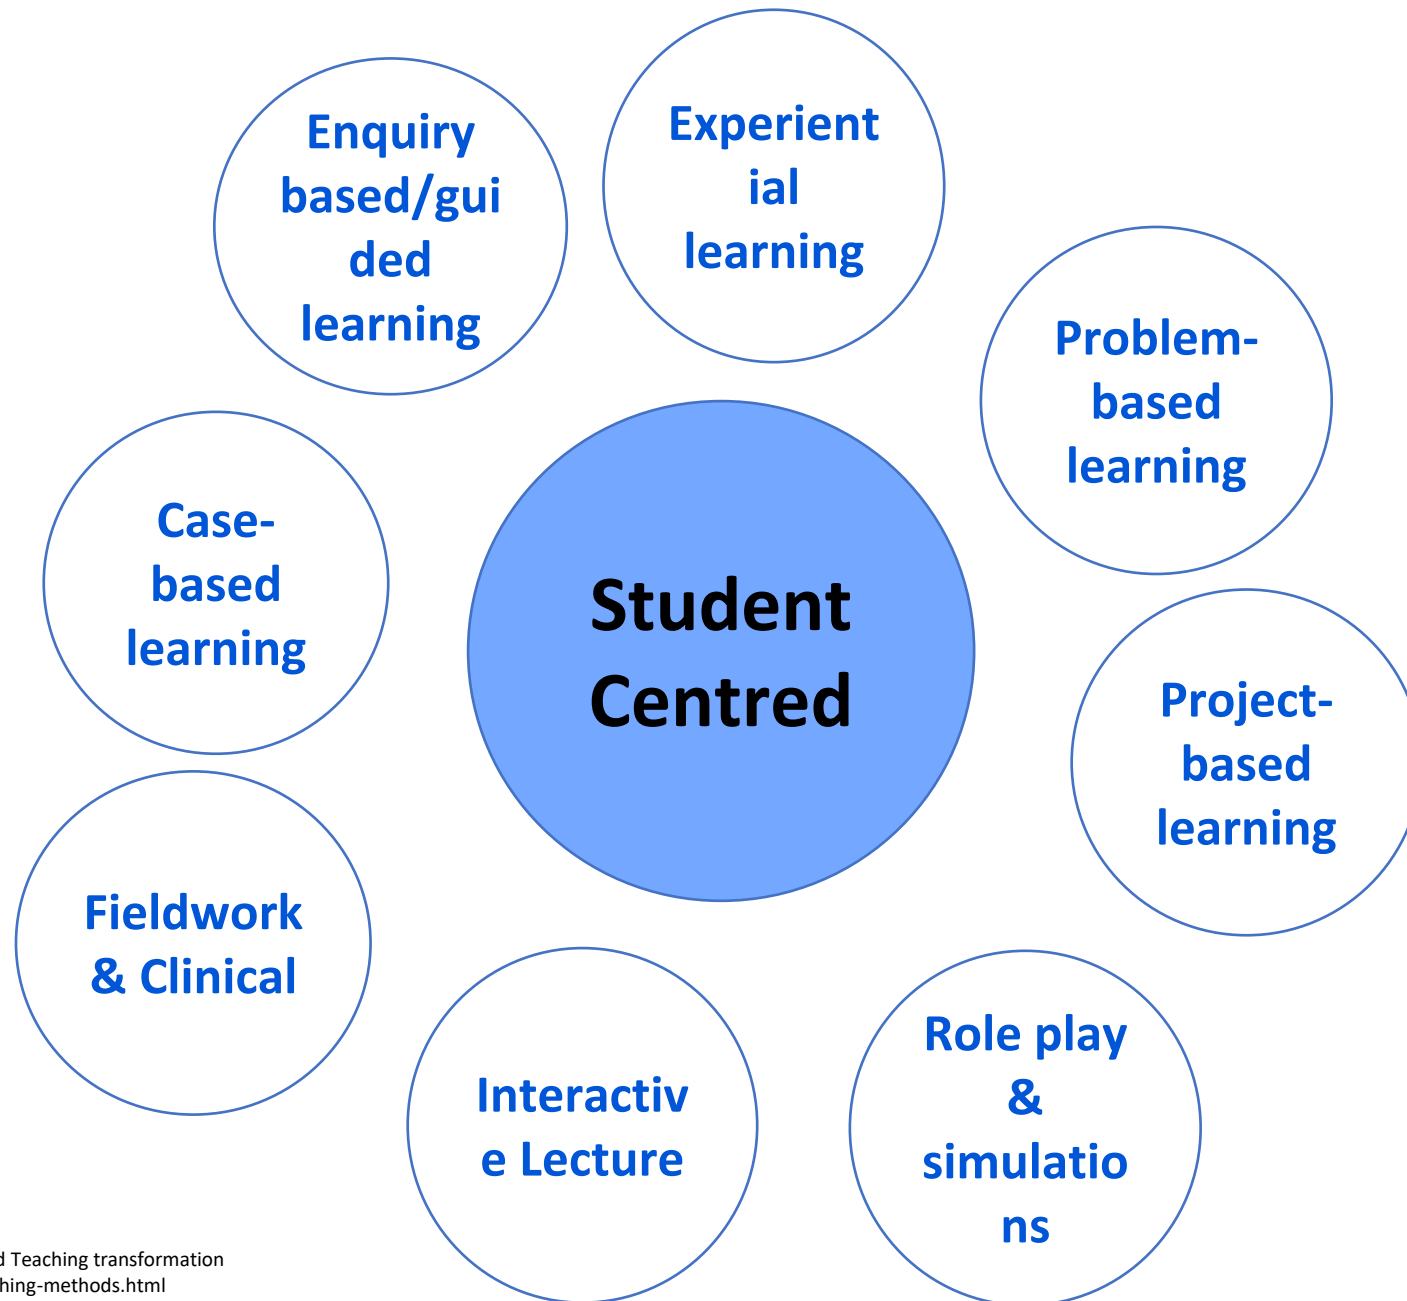 Enquiry
based/gui
ded
learning
Experient
ial
learning
Problem-
based
learning
Case-
based
learning
Student
Centred
Project-
based
learning
Fieldwork
& Clinical
Interactiv
e Lecture
Role play
&
simulatio
ns
d Teaching transformation
hing-methods.html